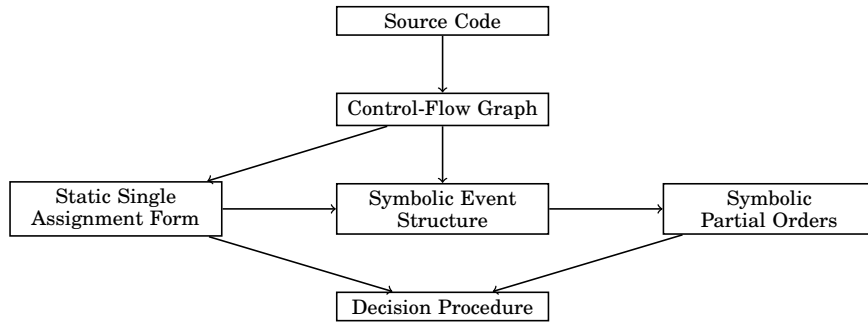 Source Code
Control-Flow Graph
Static Single
Assignment Form
Symbolic Event
Structure
Symbolic
Partial Orders
Decision Procedure